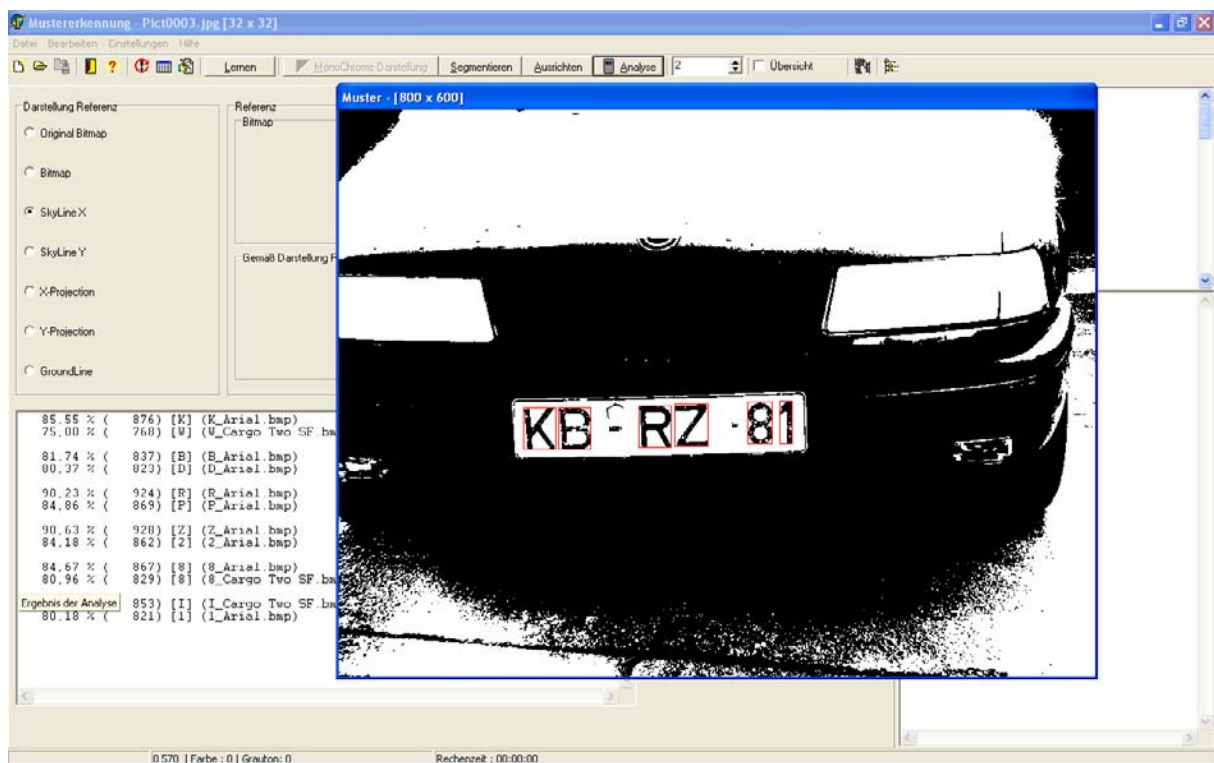 Mustererkennung - Pict0003.jpg [32 x 32]
Datei Bearbeiten Einstellungen Hilfe
Lernen MonoChrome-Darstellung Segmentieren Ausrichten Analyse 2 Übersicht
Muster - [800 x 600]
Darstellung Referenz
Original Bitmap
Bitmap
SkyLine X
SkyLine Y
X-Projection
Y-Projection
GroundLine
Referenz
Bitmap
Gemäß Darstellung
KB - RZ - 81
85.55 % ( 876) [K] (K_Arial.bmp)
75,00 % ( 768) [W] (W_Cargo Two SF.bm
81,74 % ( 837) [B] (B_Arial.bmp)
80,37 % ( 823) [D] (D_Arial.bmp)
90,23 % ( 924) [R] (R_Arial.bmp)
84,86 % ( 869) [P] (P_Arial.bmp)
90,63 % ( 928) [Z] (Z_Arial.bmp)
84,18 % ( 862) [2] (2_Arial.bmp)
84,67 % ( 867) [8] (8_Arial.bmp)
80,96 % ( 829) [8] (8_Cargo Two SF.bm
Ergebnis der Analyse 853) [I] (I_Cargo Two SF.bm
80.18 % ( 821) [1] (1_Arial.bmp)
0 570 | Farbe : 0 | Grauton: 0
Rechenzeit : 00:00:00